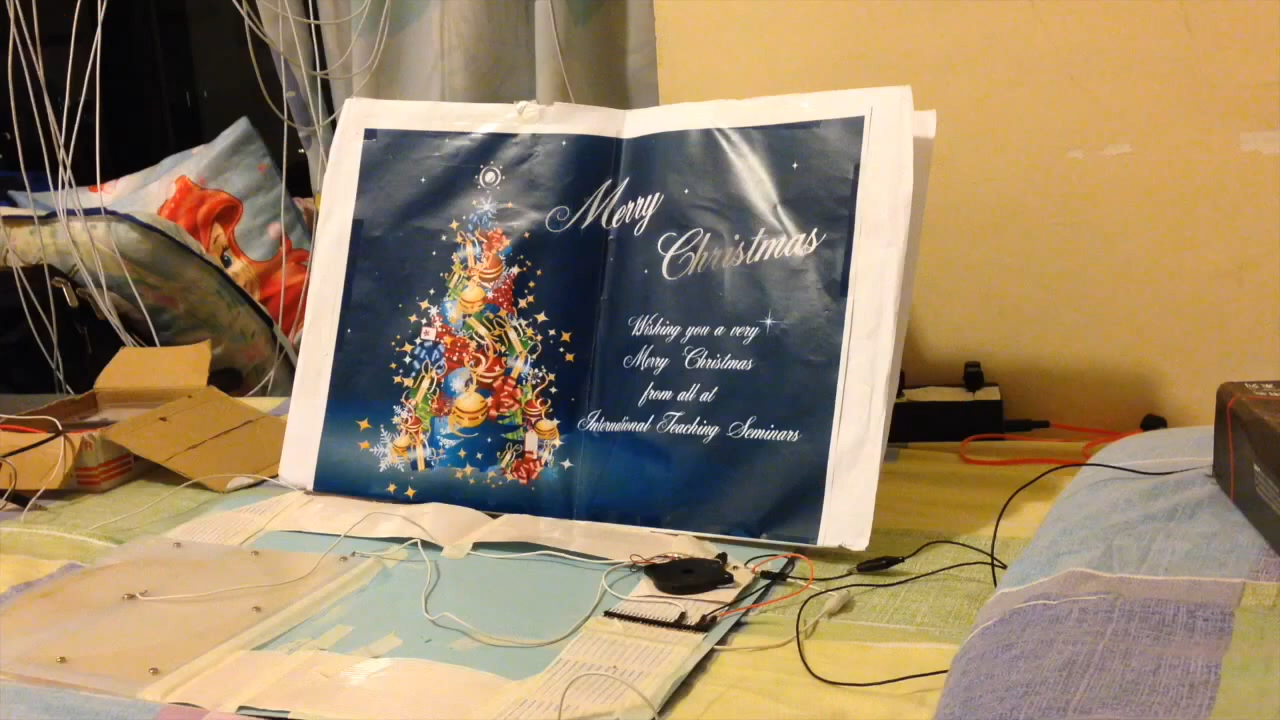 Merry
Christmas
Wishing you a very
Merry Christmas
from all at
International Teaching Seminars